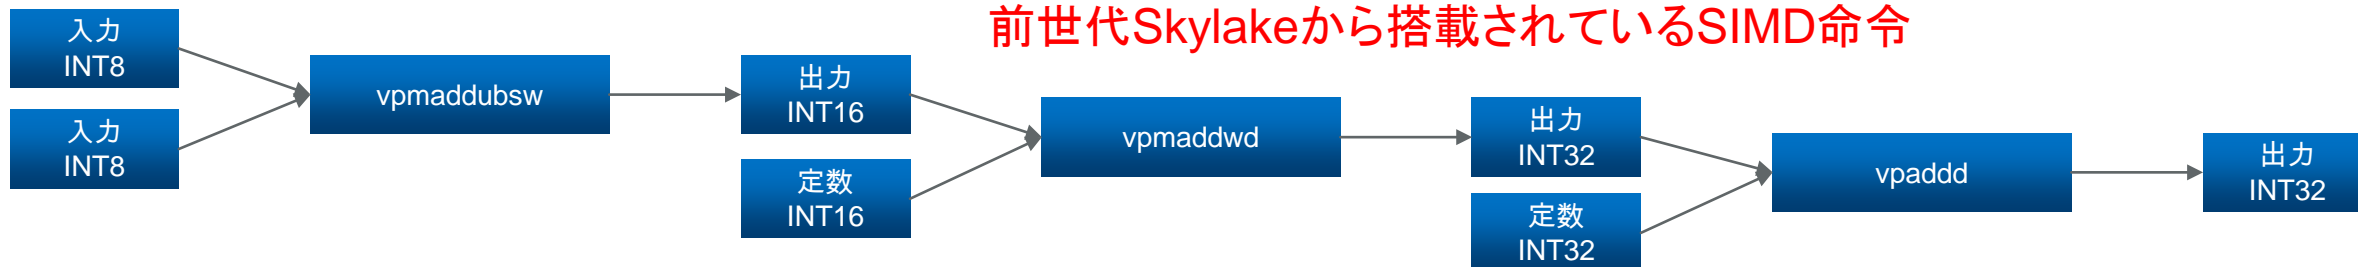 前世代Skylakeから搭載されているSIMD命令
入力
INT8
入力
INT8
vpmaddubsw
出力
INT16
定数
INT16
vpmaddwd
出力
INT32
定数
INT32
vpaddd
出力
INT32